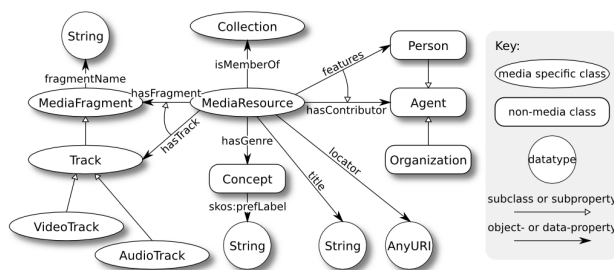 Collection
String
Person
Key:
isMemberOf
features
media specific class
fragmentName
hasFragment
MediaFragment
MediaResource
hasContributor
Agent
non-media class
hasTrack
hasGenre
locator
Track
Organization
datatype
Concept
title
subclass or subproperty
skos:prefLabel
VideoTrack
object- or data-property
String
String
AnyURI
AudioTrack